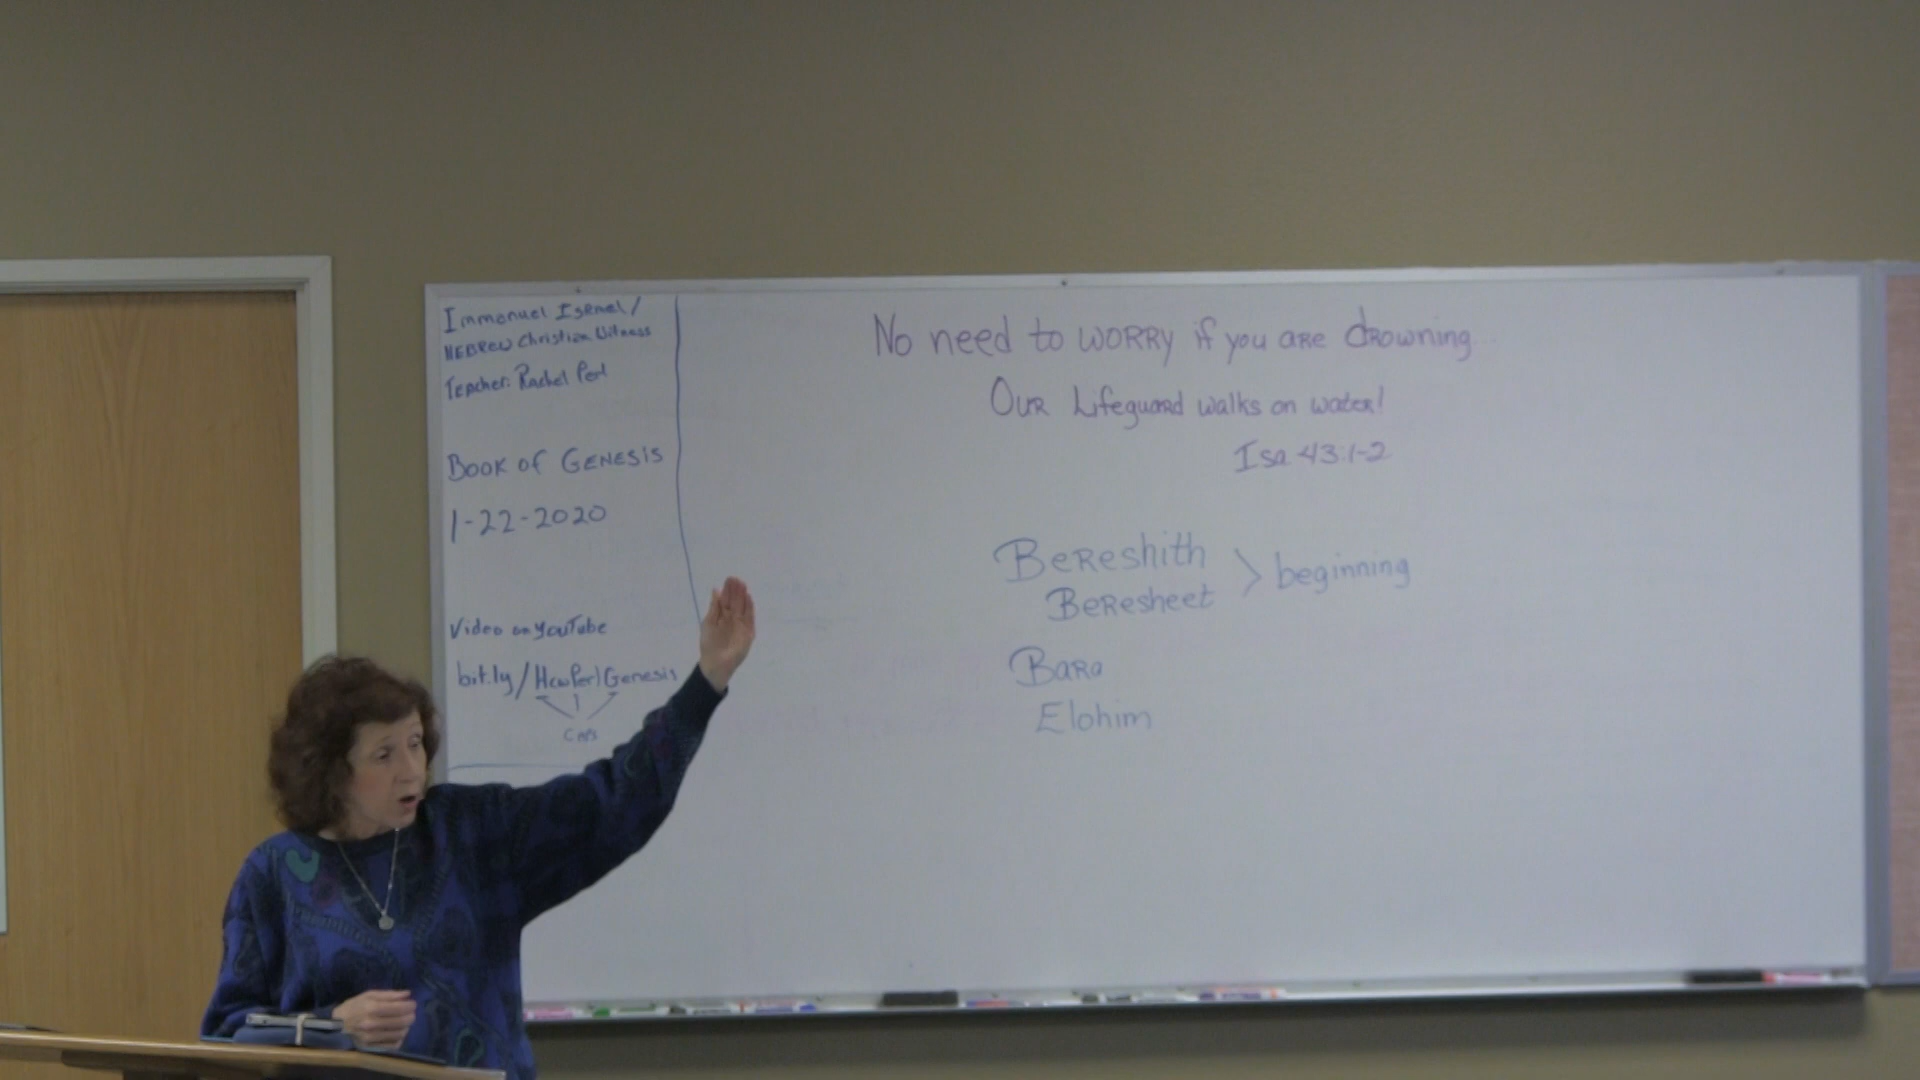 Immanuel Isreael /
HEBREW Christian Witness
Teacher: Rachel Perl
BOOK OF GENESIS
1-22-2020
Video on YouTube
bit.ly/HcwPerlGenesis
CAPS
No need to WORRY if you are drowning...
Our Lifeguard walks on water!
Isa 43:1-2
Bereshith
Beresheet > beginning
Bara
Elohim